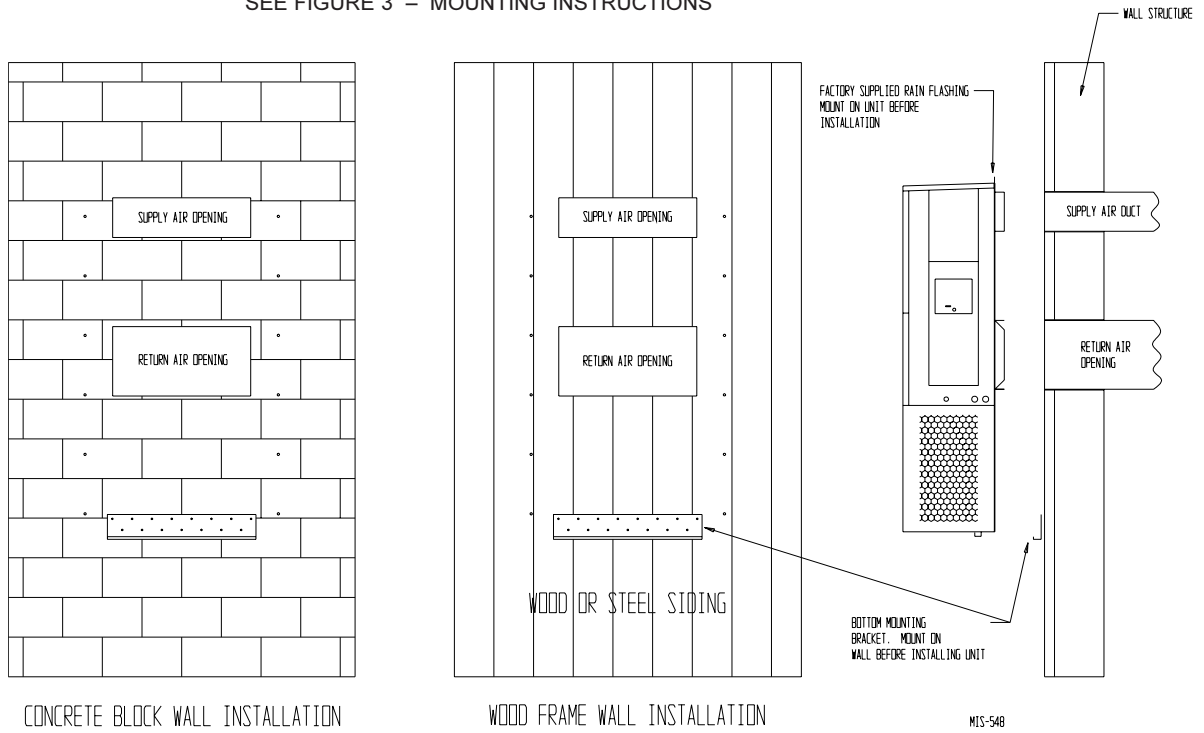 SEE FIGURE 3 – MOUNTING INSTRUCTIONS
WALL STRUCTURE
FACTORY SUPPLIED RAIN FLASHING
MOUNT ON UNIT BEFORE
INSTALLATION
SUPPLY AIR OPENING
SUPPLY AIR OPENING
SUPPLY AIR DUCT
RETURN AIR OPENING
RETURN AIR OPENING
RETURN AIR
OPENING
WOOD OR STEEL SIDING
BOTTOM MOUNTING
BRACKET. MOUNT ON
WALL BEFORE INSTALLING UNIT
CONCRETE BLOCK WALL INSTALLATION
WOOD FRAME WALL INSTALLATION
MIS-548